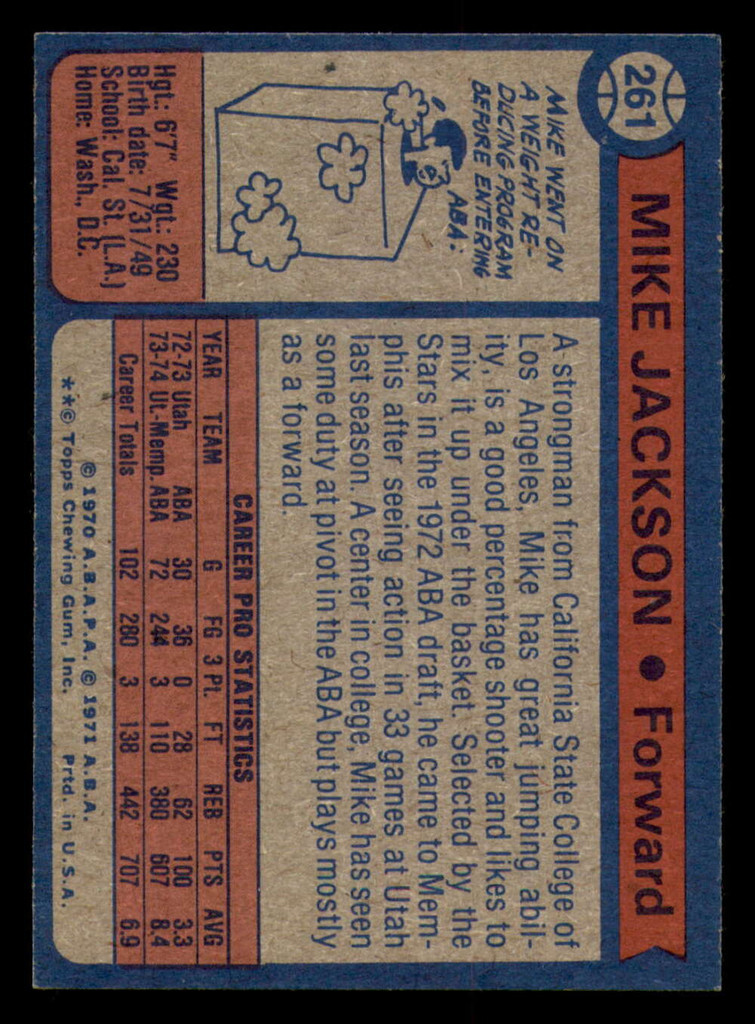 261
MIKE JACKSON • Forward
MIKE WENT ON
A WEIGHT RE-
DUCING PROGRAM
BEFORE ENTERING
ABA:
Hgt.: 6'7" Wgt.: 230
Birth date: 7/31/49
School: Cal. St. (L.A.)
Home: Wash., D.C.
A strongman from California State College of
Los Angeles, Mike has great jumping abil-
ity, is a good percentage shooter and likes to
mix it up under the basket. Selected by the
Stars in the 1972 ABA draft, he came to Mem-
phis after seeing action in 33 games at Utah
last season. A center in college, Mike has seen
some duty at pivot in the ABA but plays mostly
as a forward.
CAREER PRO STATISTICS
YEAR TEAM G FG 3 Pt. FT REB PTS AVG
72-73 Utah ABA 30 36 0 28 62 100 3.3
73-74 Ut.-Memp. ABA 72 244 3 110 380 607 8.4
Career Totals 102 280 3 138 442 707 6.9
© 1970 A.B.A.P.A. © 1971 A.B.A.
**© Topps Chewing Gum, Inc. Prtd. in U.S.A.